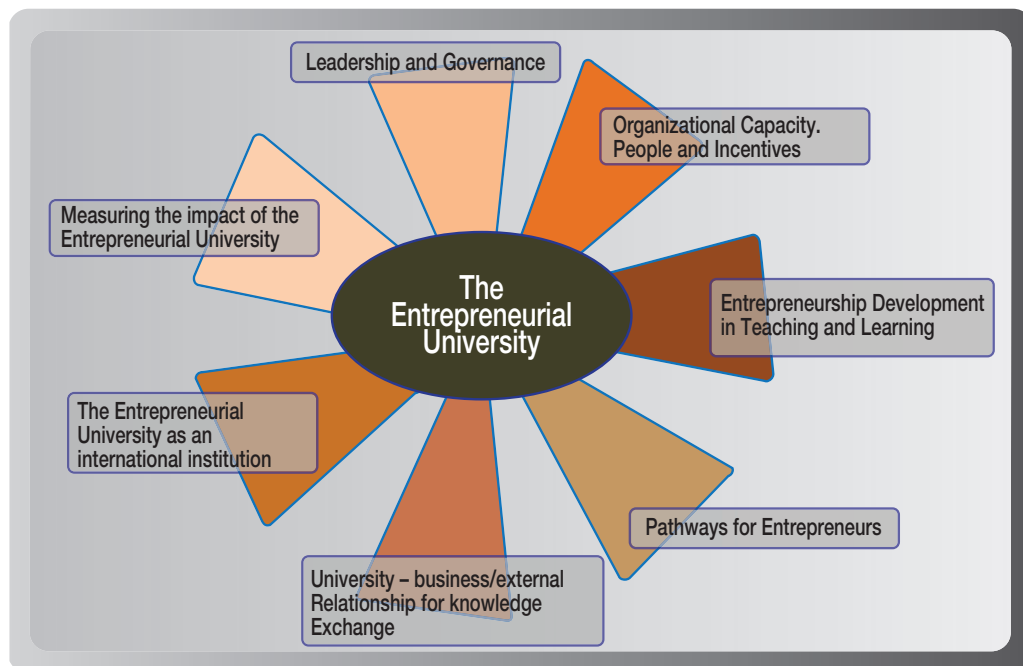 Leadership and Governance
Organizational Capacity.
People and Incentives
Measuring the impact of the
Entrepreneurial University
The
Entrepreneurial
University
Entrepreneurship Development
in Teaching and Learning
The Entrepreneurial
University as an
international institution
Pathways for Entrepreneurs
University – business/external
Relationship for knowledge
Exchange